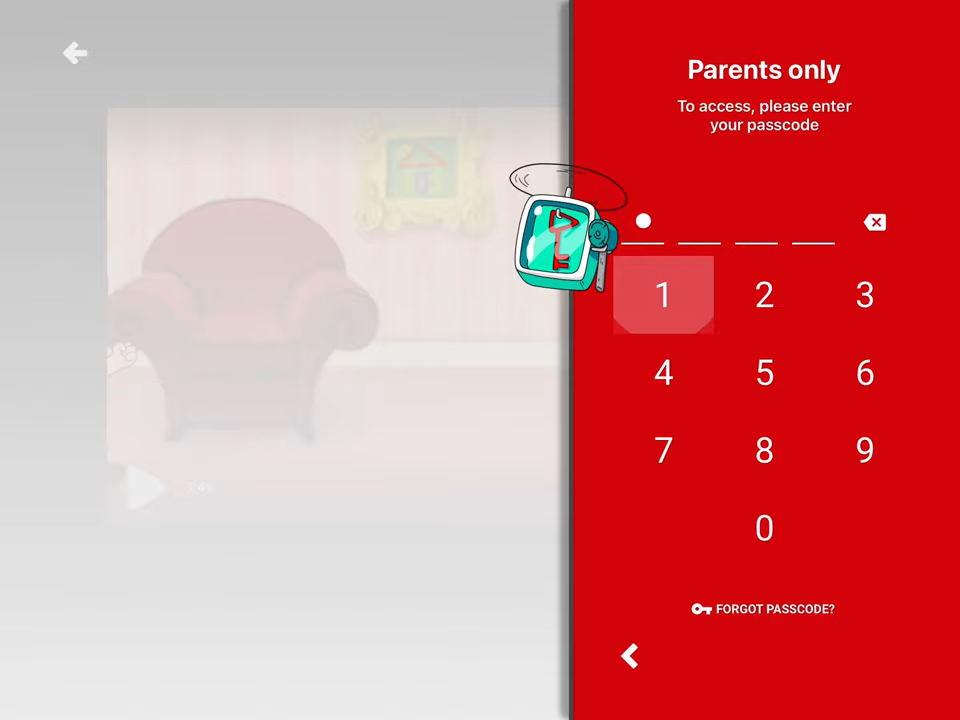 Parents only
To access, please enter
your passcode
1 2 3
4 5 6
7 8 9
0
FORGOT PASSCODE?